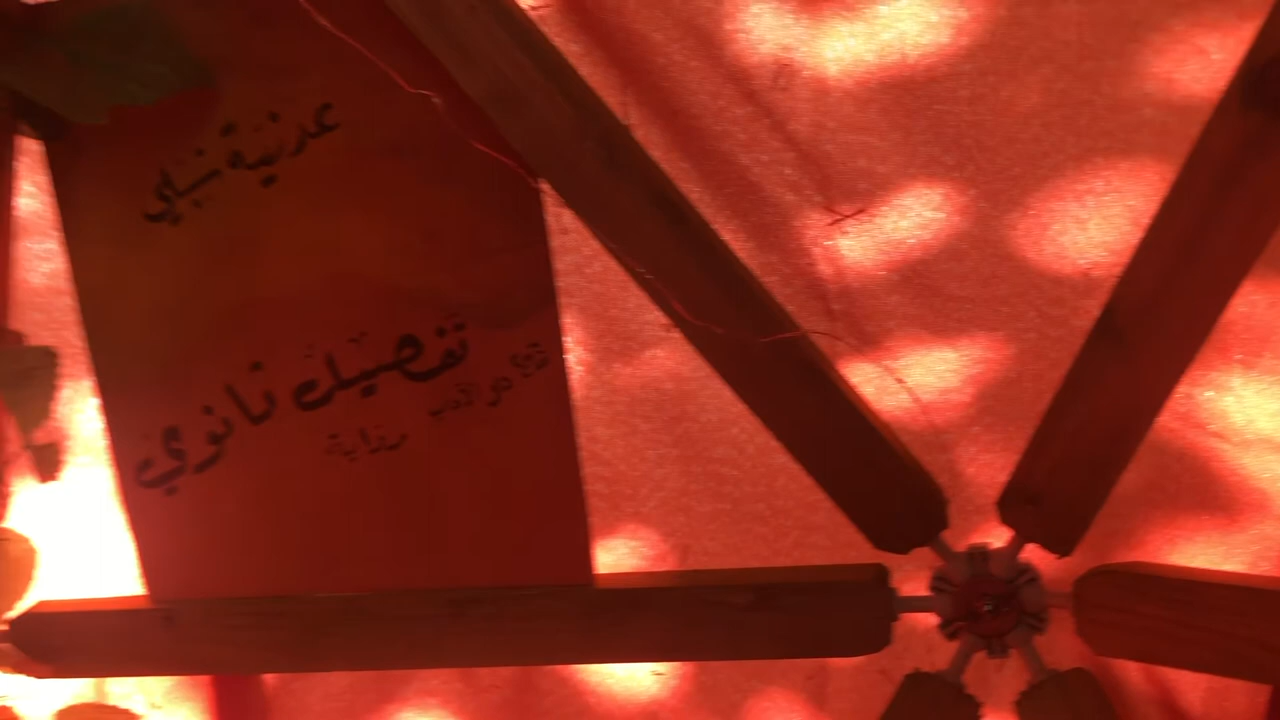 عدنية شبلي
تفصيل ثانوي
رواية